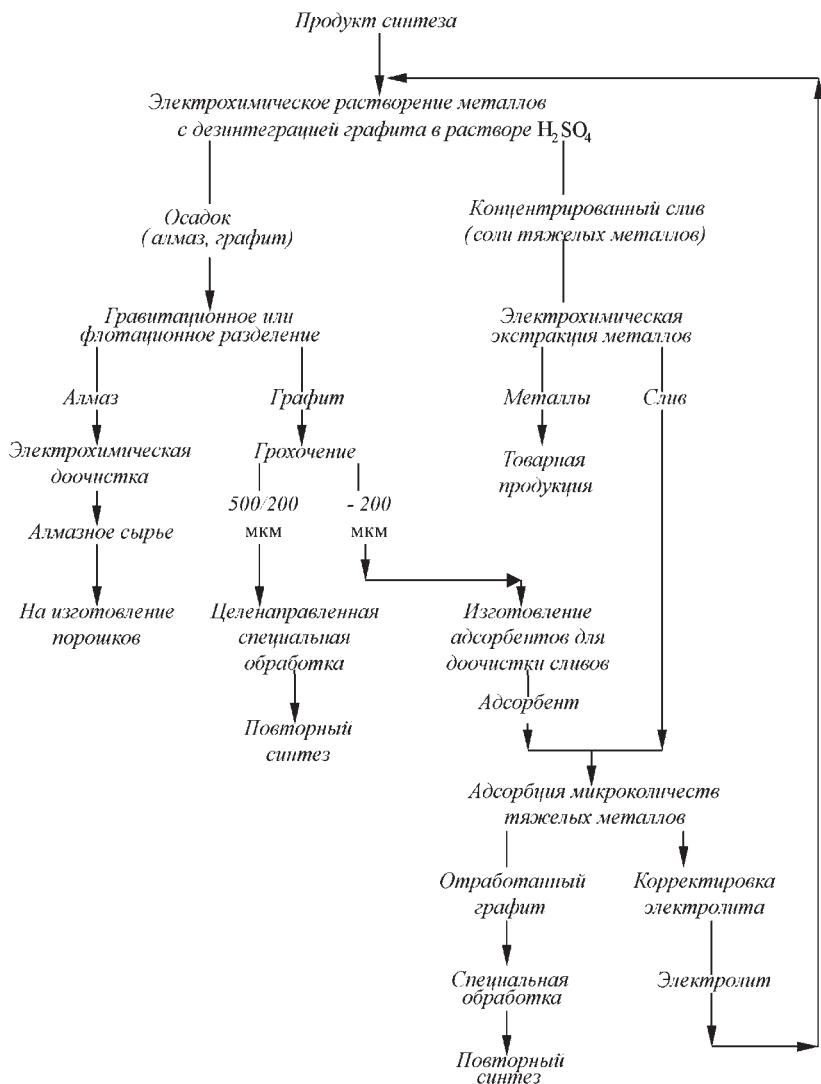 Продукт синтеза
Электрохимическое растворение металлов
с дезинтеграцией графита в растворе H₂SO₄
Осадок
(алмаз, графит)
Концентрированный слив
(соли тяжелых металлов)
Гравитационное или
флотационное разделение
Электрохимическая
экстракция металлов
Алмаз
Графит
Металлы
Слив
Электрохимическая
доочистка
Грохочение
Товарная
продукция
500/200
мкм
- 200
мкм
Алмазное сырье
На изготовление
порошков
Целенаправленная
специальная
обработка
Изготовление
адсорбентов для
доочистки сливов
Адсорбент
Повторный
синтез
Адсорбция микроколичеств
тяжелых металлов
Отработанный
графит
Корректировка
электролита
Специальная
обработка
Электролит
Повторный
синтез